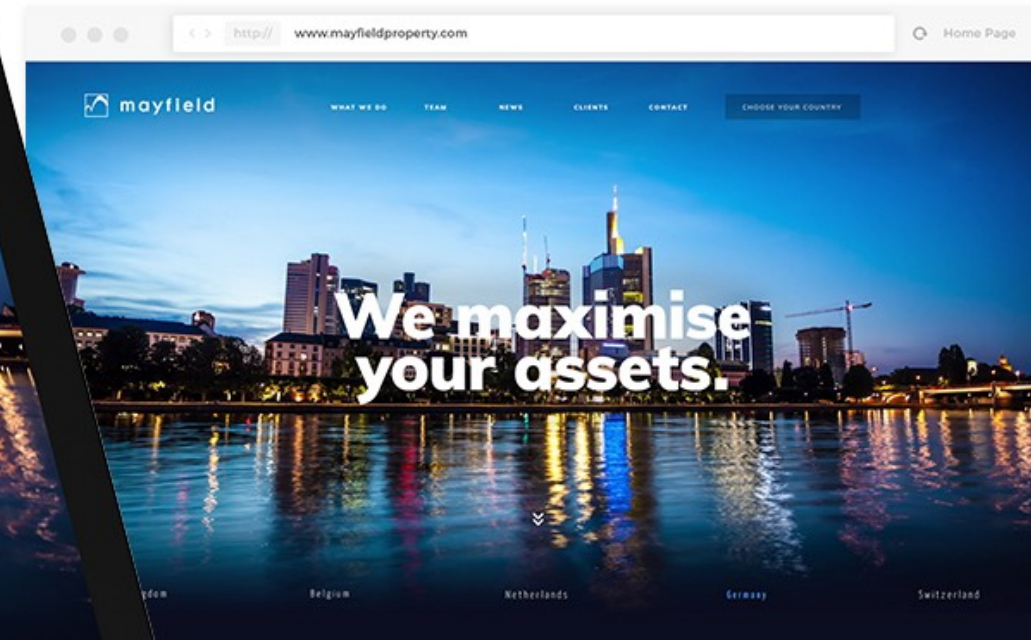 http://
www.mayfieldproperty.com
Home Page
mayfield
WHAT WE DO
TEAM
NEWS
CLIENTS
CONTACT
CHOOSE YOUR COUNTRY
We maximise
your assets.
gdom
Belgium
Netherlands
Germany
Switzerland